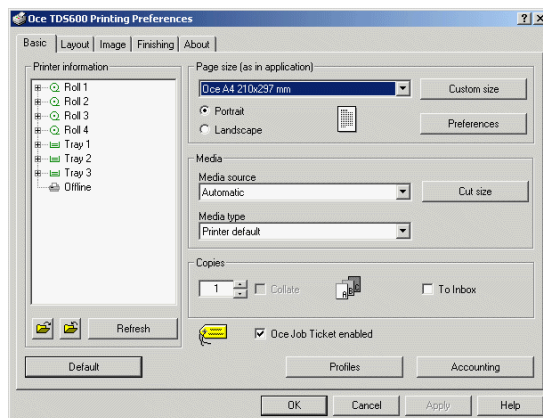 Oce TDS600 Printing Preferences
Basic Layout Image Finishing About
Printer information
Roll 1
Roll 2
Roll 3
Roll 4
Tray 1
Tray 2
Tray 3
Offline
Refresh
Default
Page size (as in application)
Oce A4 210x297 mm
Custom size
Portrait
Landscape
Preferences
Media
Media source
Automatic
Cut size
Media type
Printer default
Copies
1
Collate
A B C
To Inbox
Oce Job Ticket enabled
Profiles
Accounting
OK Cancel Apply Help